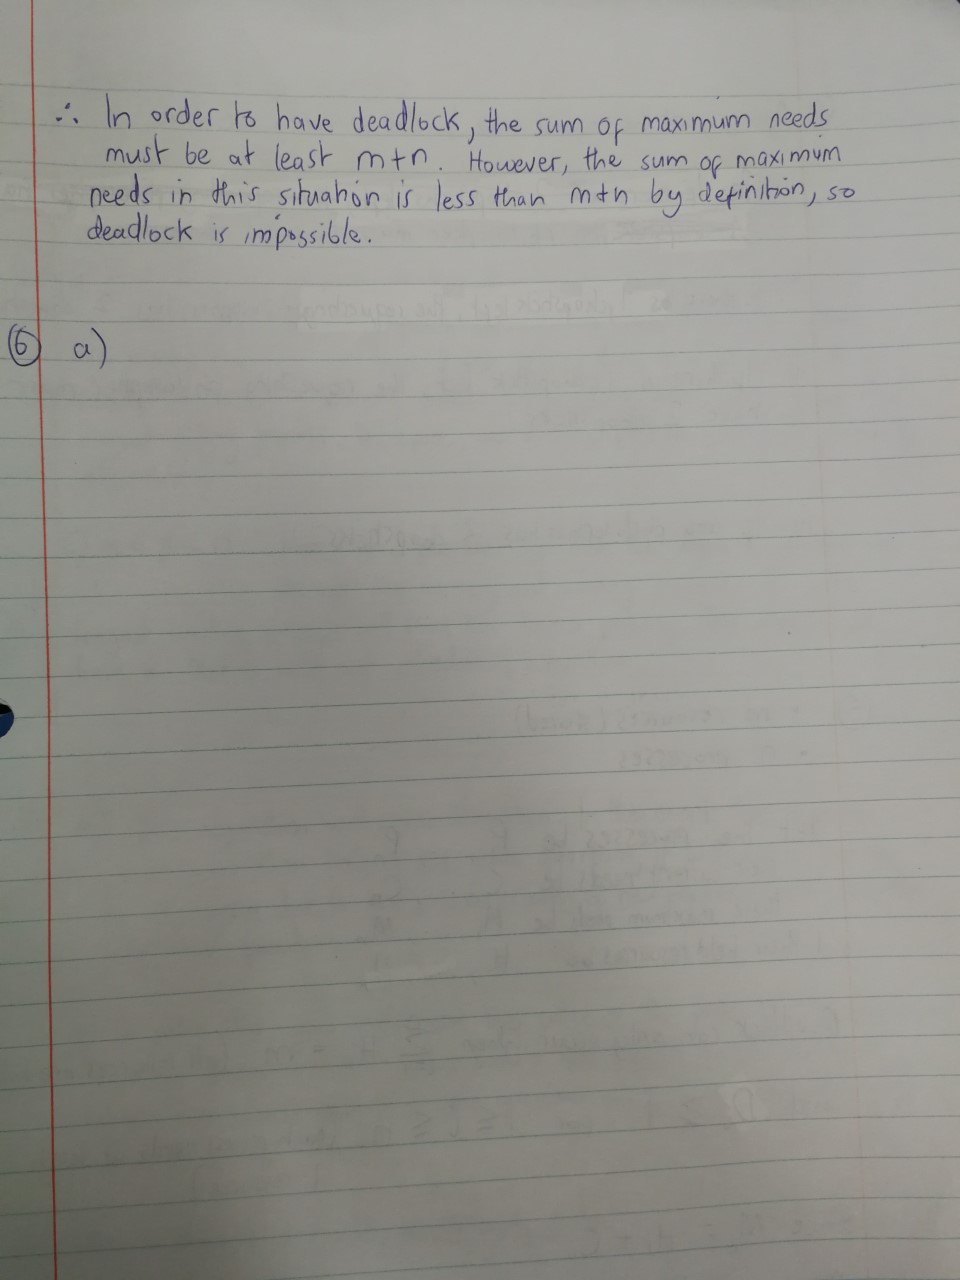 ∴ In order to have deadlock, the sum of maximum needs
must be at least m+n. However, the sum of maximum
needs in this situation is less than m+n by definition, so
deadlock is impossible.
⑥ a)